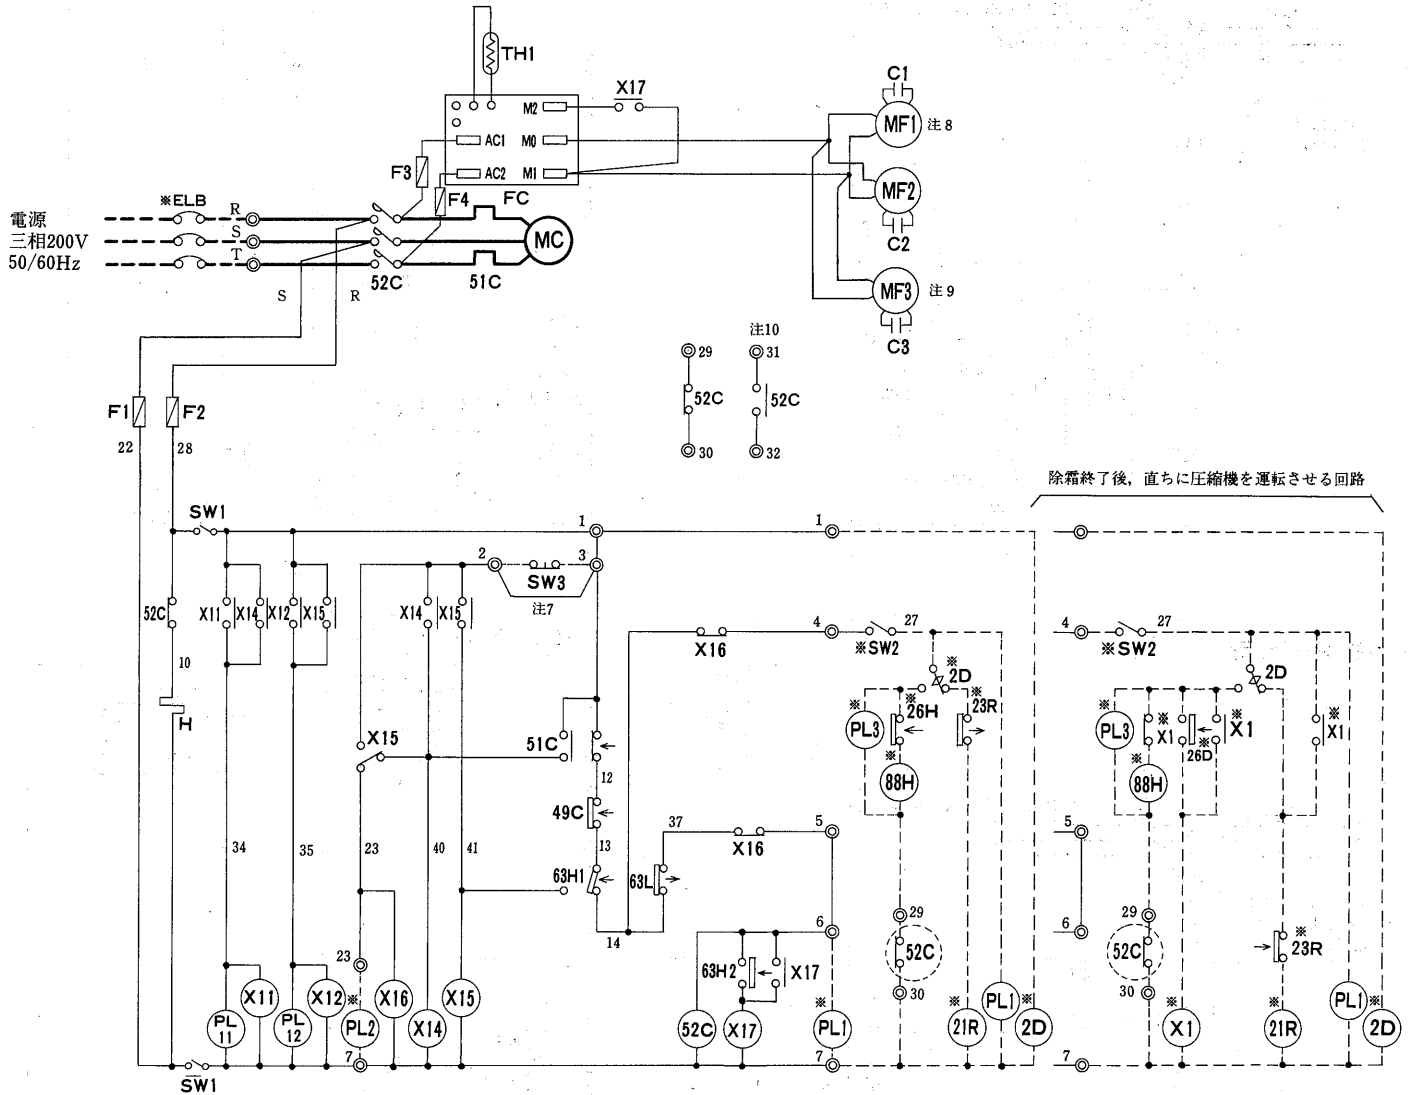 TH1
C1
X17
M2
MF1 注8
AC1 M0
F3
AC2 M1
MF2
F4 FC
※ELB
R
電源
三相200V
50/60Hz
S
T
MC
C2
52C 51C
S R
MF3 注9
C3
注10
29 31
52C 52C
30 32
F1 F2
22 28
除霜終了後，直ちに圧縮機を運転させる回路
SW1
1 1
2 3
SW3
注7
52C X11 X14 X12 X15 X14 X15
4 27 4 27
X16 ※SW2 ※SW2
10
※2D 2D
※23R
H
※26H
※PL3 ※PL3
※X1 ※26D ※X1 ※X1
X15
51C
12
※88H ※88H
49C
37 5 5
X16
34 35 23 40 41
13
63H1 63L
14
6 6
29 29
52C 52C
30 30
※23R
23
63H2 X17
X11 X12 ※ X16 X15
PL11 PL12 PL2 X14
52C X17 ※PL1 ※21R PL1 ※2D
※X1 ※21R PL1 ※2D
7 7 7
SW1